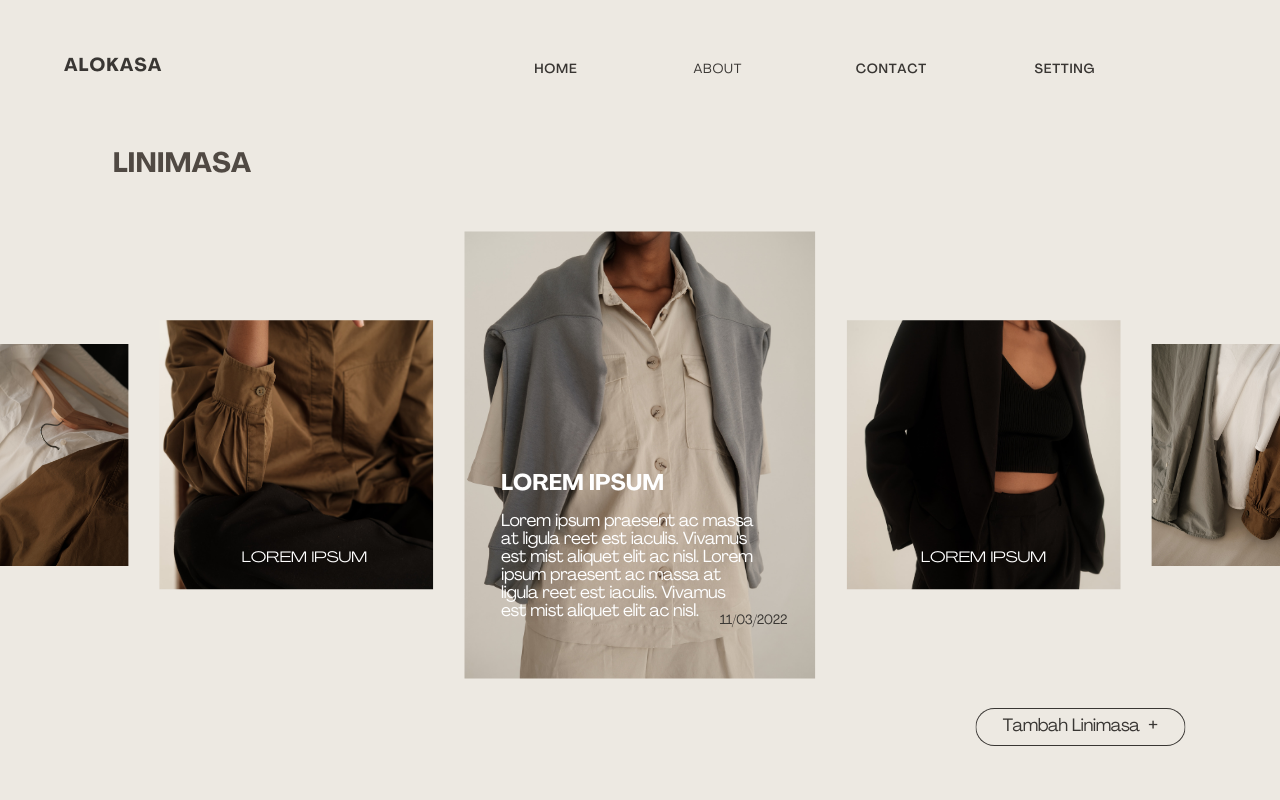 ALOKASA
HOME
ABOUT
CONTACT
SETTING
LINIMASA
LOREM IPSUM
LOREM IPSUM
Lorem ipsum praesent ac massa
at ligula reet est iaculis. Vivamus
est mist aliquet elit ac nisl. Lorem
ipsum praesent ac massa at
ligula reet est iaculis. Vivamus
est mist aliquet elit ac nisl.
11/03/2022
LOREM IPSUM
Tambah Linimasa +